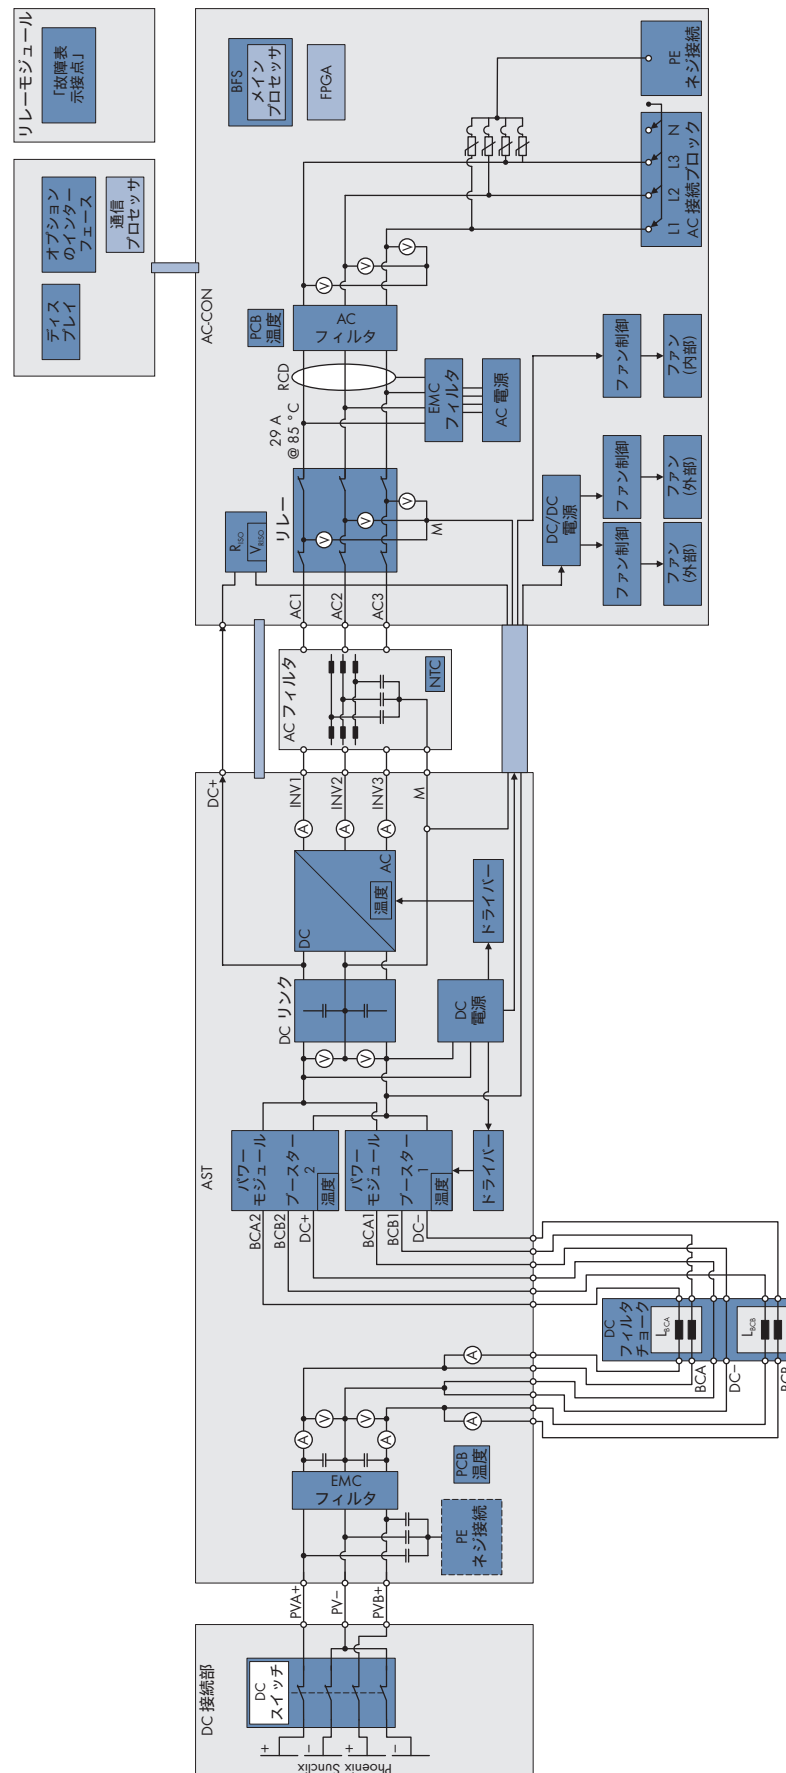 リレーモジュール
「故障表
示接点」
オプション
のインター
フェース
通信
プロセッサ
ディス
プレイ
AC-CON
BFS
メイン
プロセッサ
FPGA
PE
ネジ接続
L1
L2
L3
N
AC 接続ブロック
V
V
V
PCB
温度
AC
フィルタ
RCD
29 A
@ 85 °C
EMC
フィルタ
AC 電源
リレー
V
V
V
M
RISO
VRISO
DC/DC
電源
ファン制御
ファン
(内部)
ファン制御
ファン
(外部)
ファン制御
ファン
(外部)
AC1
AC2
AC3
AC フィルタ
NTC
AST
DC+
INV1
INV2
INV3
M
A
A
A
DC
AC
温度
ドライバー
DC リンク
DC
電源
V
V
パワー
モジュール
ブースター
2
温度
パワー
モジュール
ブースター
1
温度
ドライバー
BCA2
BCB2
DC+
BCA1
BCB1
DC−
DC
フィルタ
チョーク
LBCA
LBCB
BCA
DC−
BCB
A
A
A
V
V
A
EMC
フィルタ
PCB
温度
PE
ネジ接続
PVA+
PV−
PVB+
DC 接続部
DC
スイッチ
+
−
+
−
Phoenix Sunclix